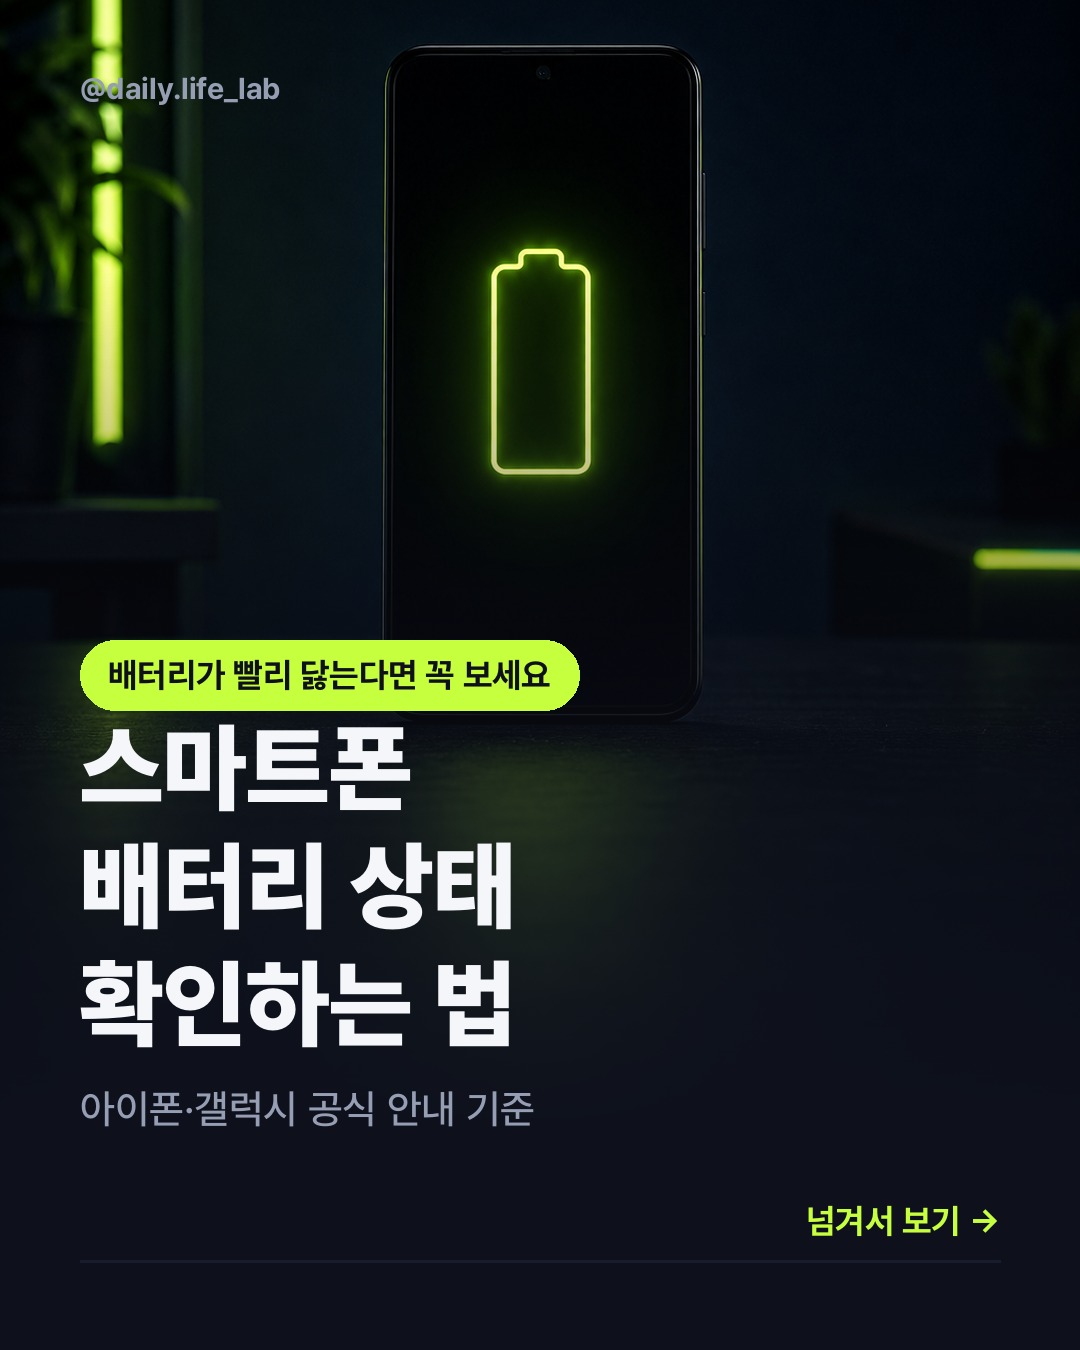 @daily.life_lab
배터리가 빨리 닳는다면 꼭 보세요
스마트폰
배터리 상태
확인하는 법
아이폰·갤럭시 공식 안내 기준
넘겨서 보기 →